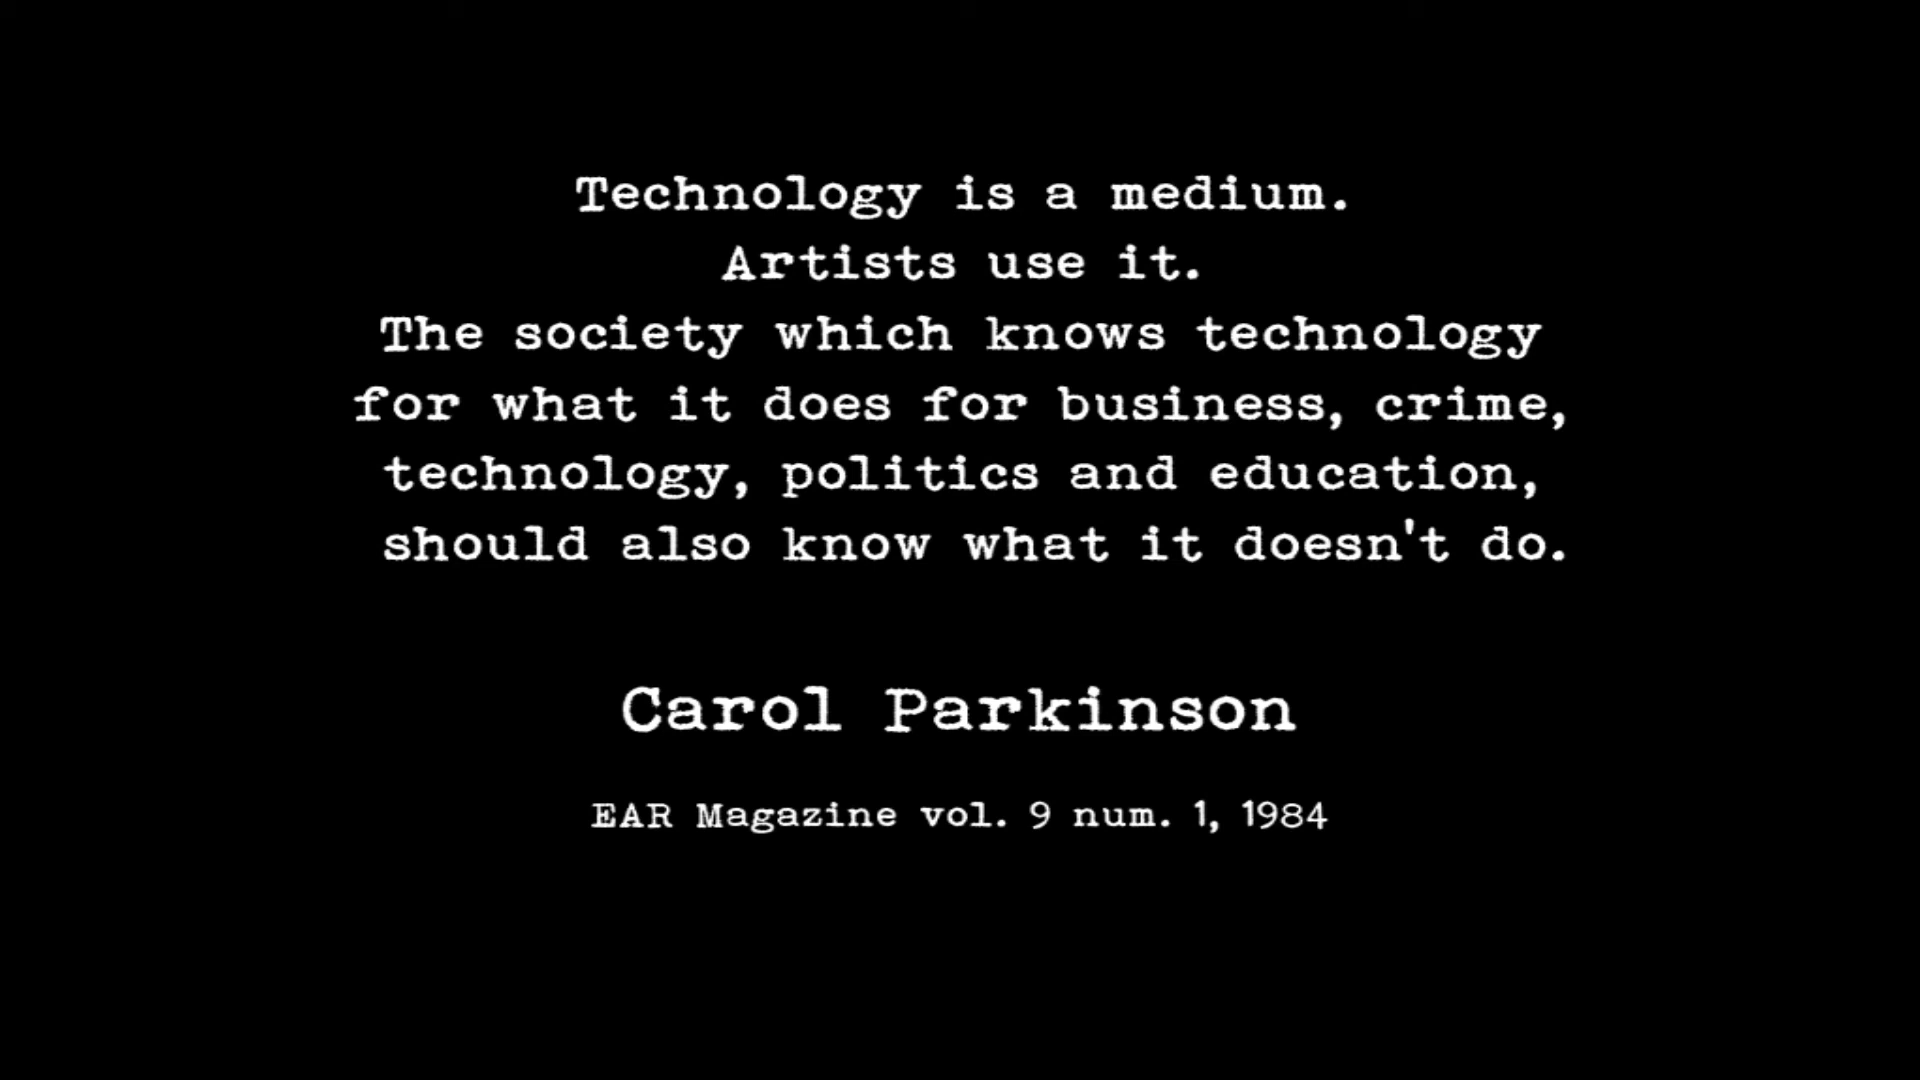 Technology is a medium.
Artists use it.
The society which knows technology
for what it does for business, crime,
technology, politics and education,
should also know what it doesn't do.
Carol Parkinson
EAR Magazine vol. 9 num. 1, 1984